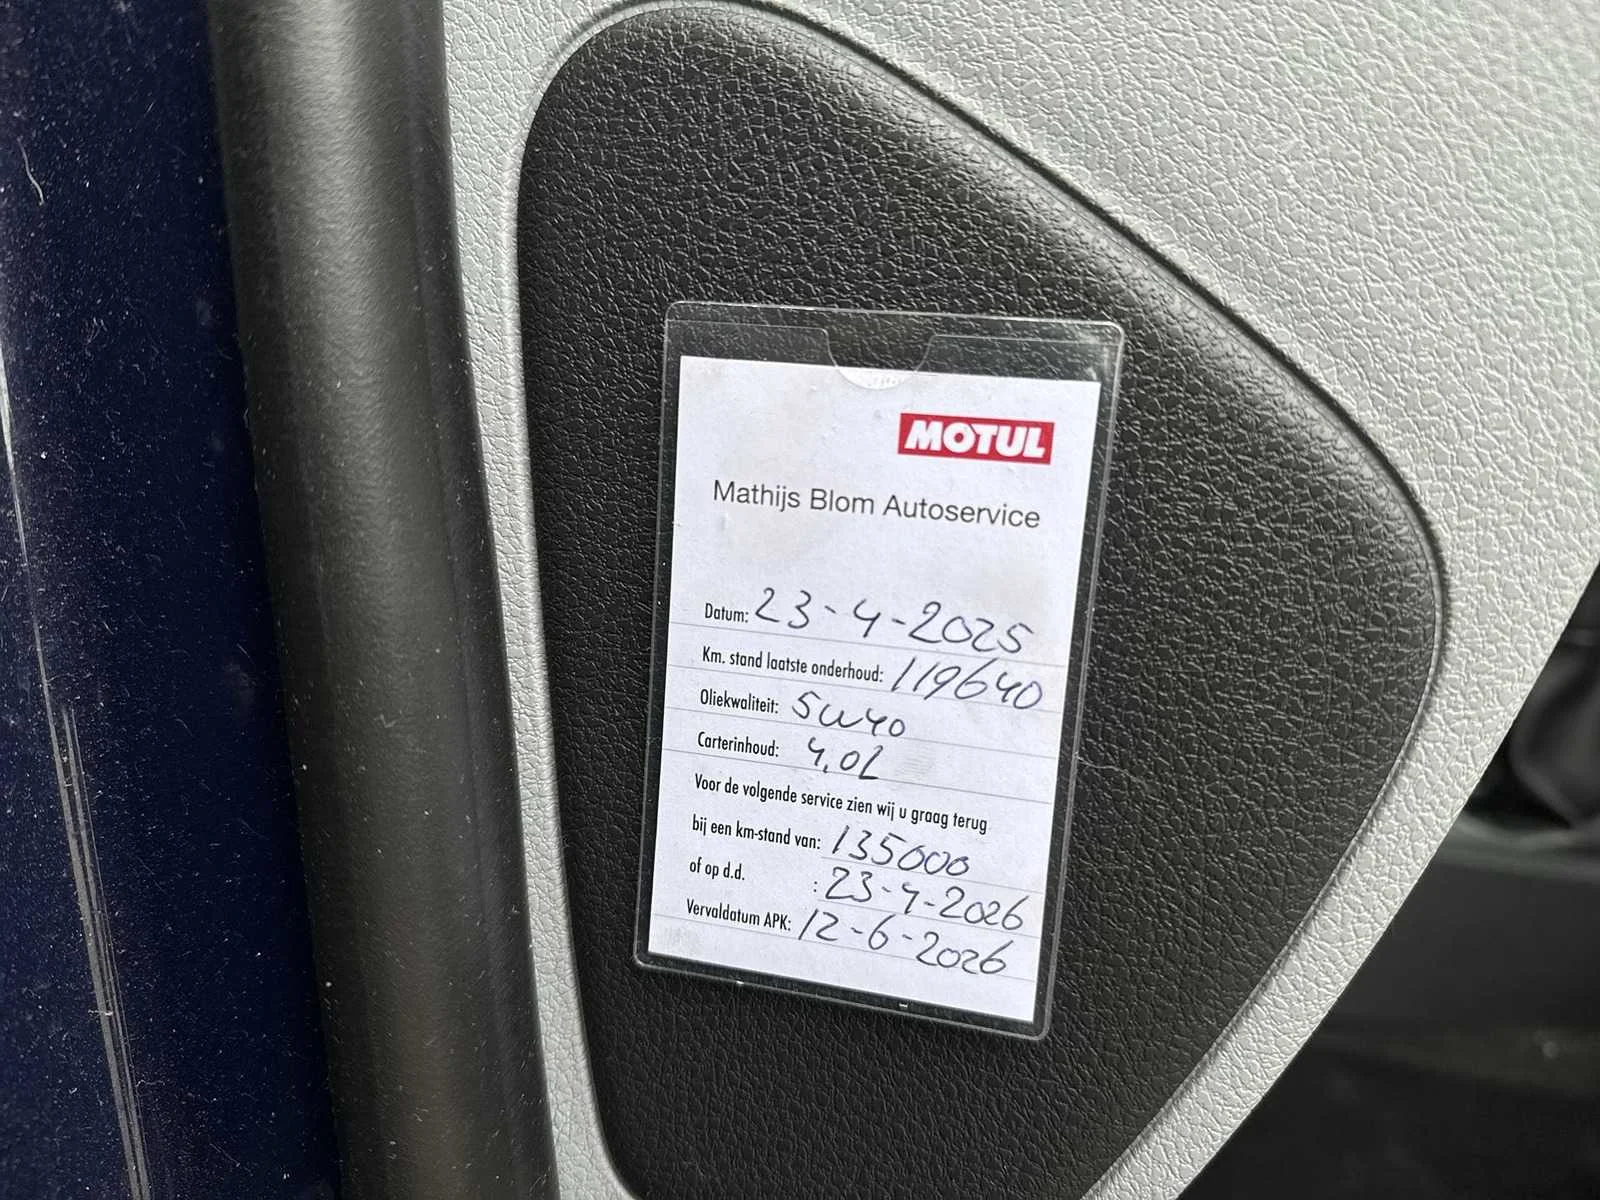 MOTUL
Mathijs Blom Autoservice
Datum: 23-4-2025
Km. stand laatste onderhoud: 119640
Oliekwaliteit: 5W40
Carterinhoud: 4,0L
Voor de volgende service zien wij u graag terug
bij een km-stand van: 135000
of op d.d. : 23-4-2026
Vervaldatum APK: 12-6-2026